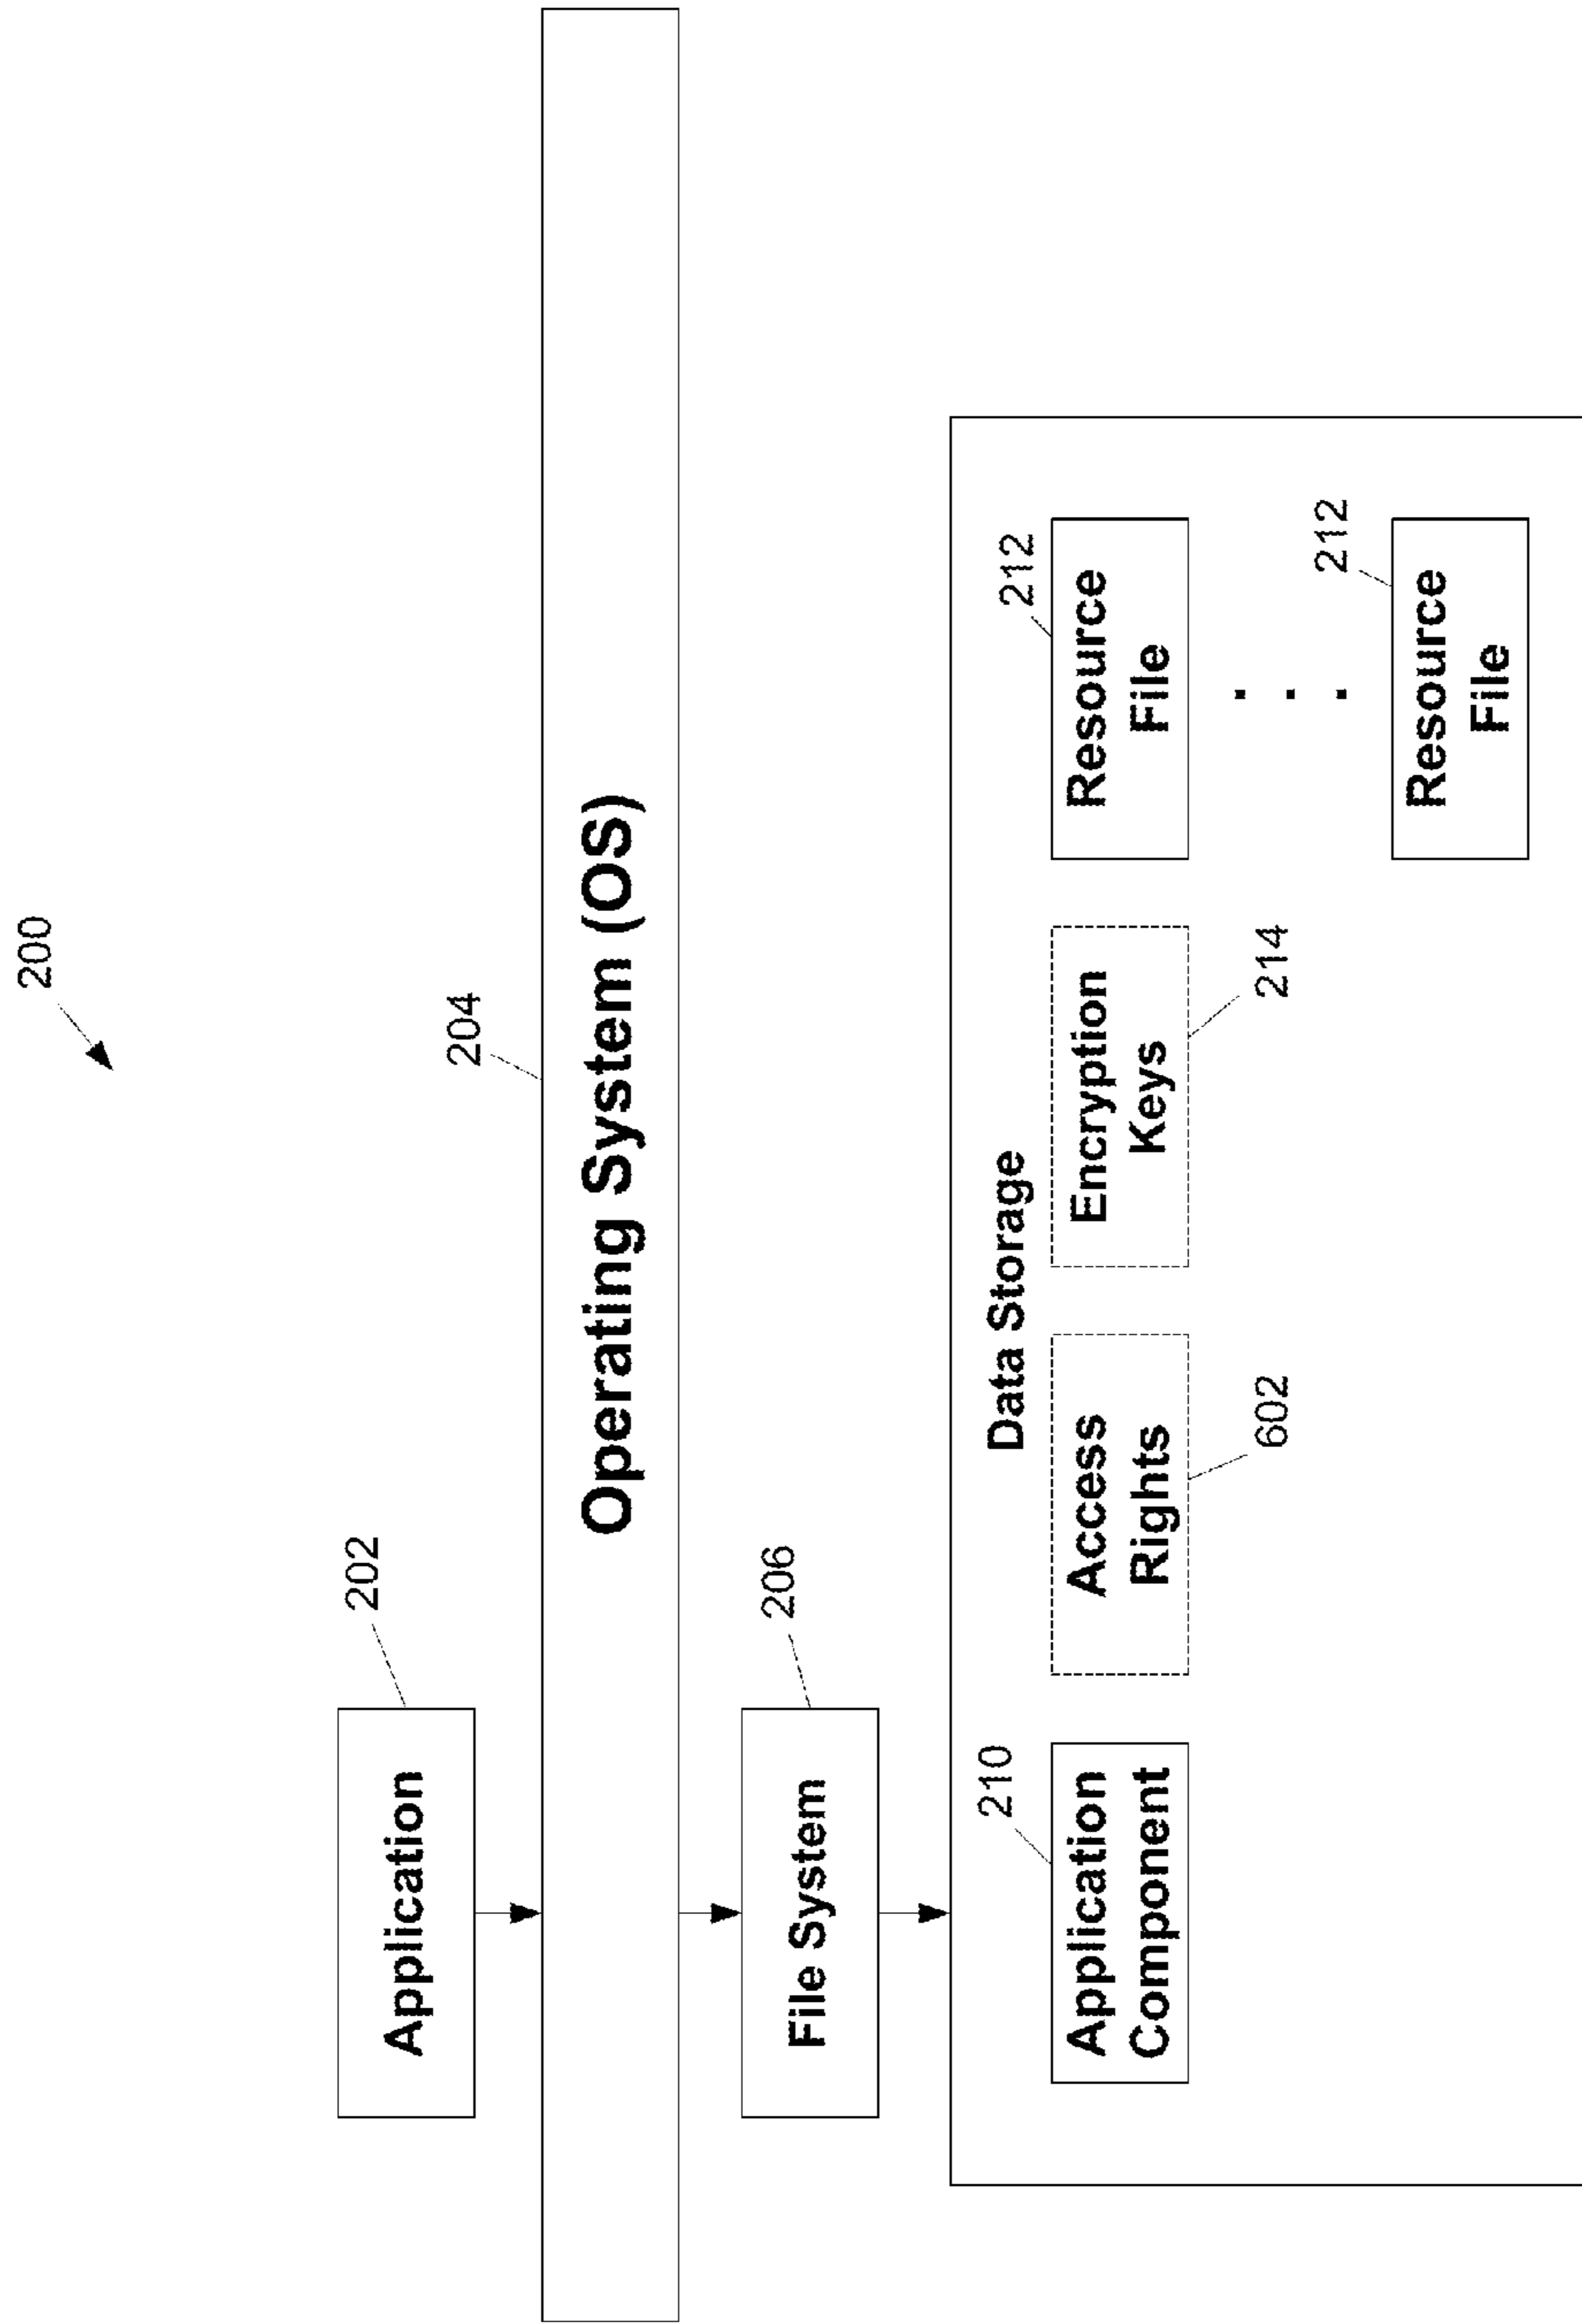 200
202
Application
204
Operating System (OS)
206
File System
Data Storage
210
Application
Component
Access
Rights
602
Encryption
Keys
214
212
Resource
File
212
Resource
File